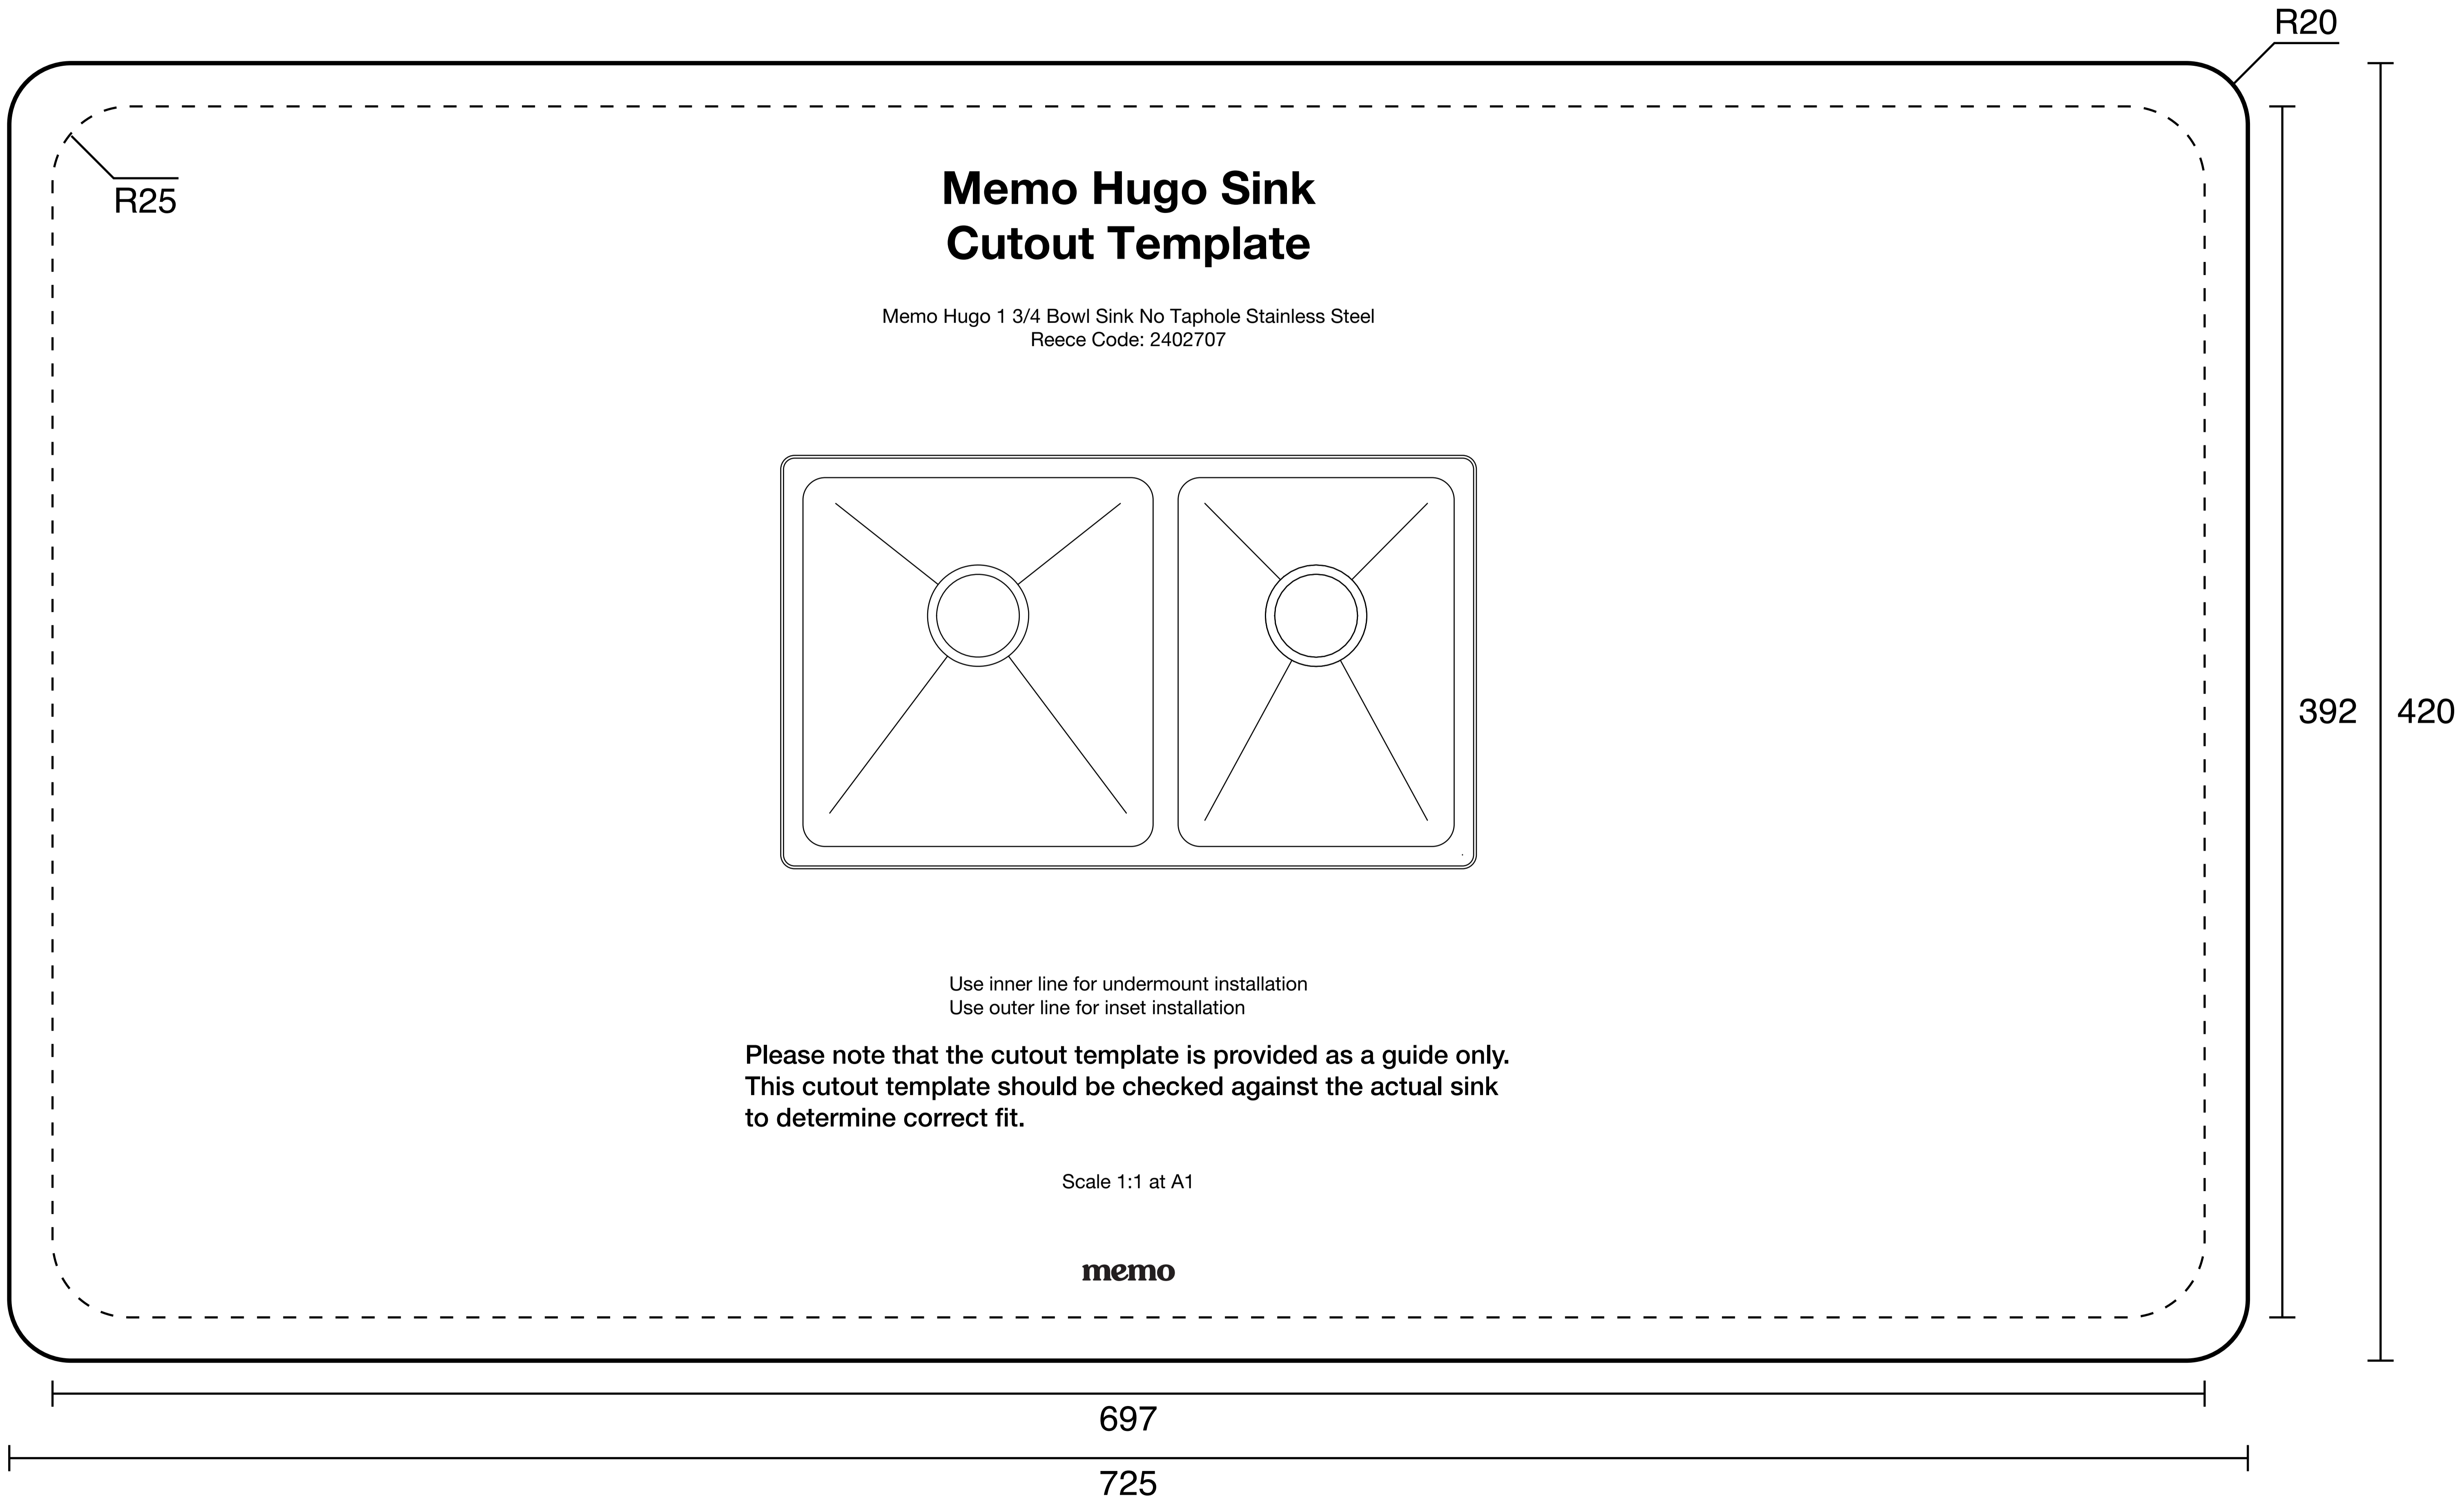 R20
R25
Memo Hugo Sink
Cutout Template
Memo Hugo 1 3/4 Bowl Sink No Taphole Stainless Steel
Reece Code: 2402707
392
420
Use inner line for undermount installation
Use outer line for inset installation
Please note that the cutout template is provided as a guide only.
This cutout template should be checked against the actual sink
to determine correct fit.
Scale 1:1 at A1
memo
697
725